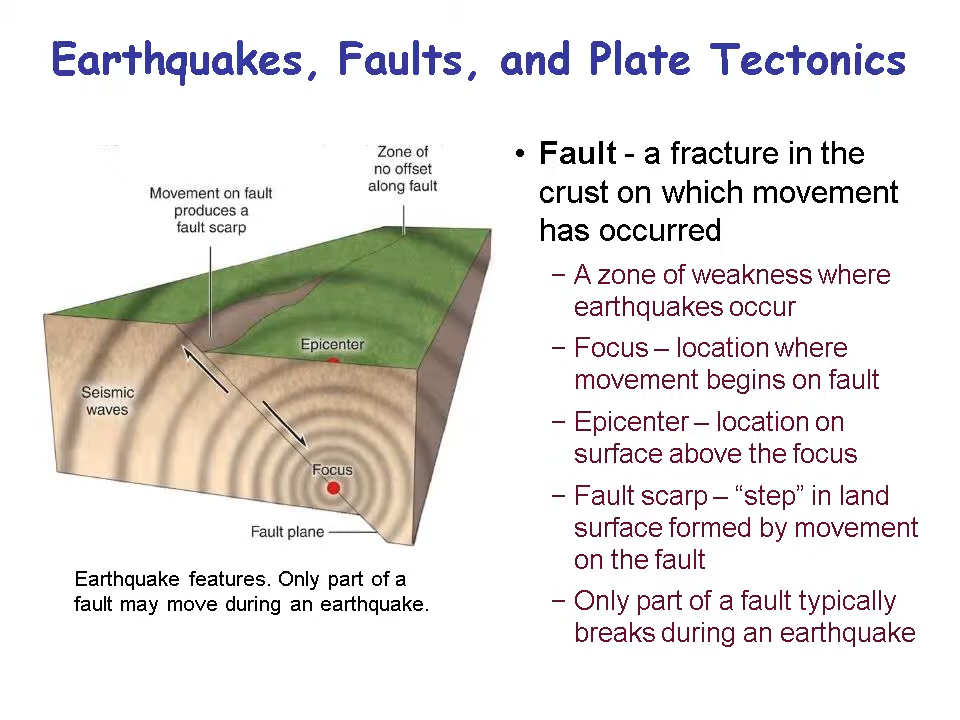 Earthquakes, Faults, and Plate Tectonics
Zone of
no offset
along fault
Movement on fault
produces a
fault scarp
Epicenter
Seismic
waves
Focus
Fault plane
Earthquake features. Only part of a
fault may move during an earthquake.
• Fault - a fracture in the
crust on which movement
has occurred
– A zone of weakness where
earthquakes occur
– Focus – location where
movement begins on fault
– Epicenter – location on
surface above the focus
– Fault scarp – “step” in land
surface formed by movement
on the fault
– Only part of a fault typically
breaks during an earthquake